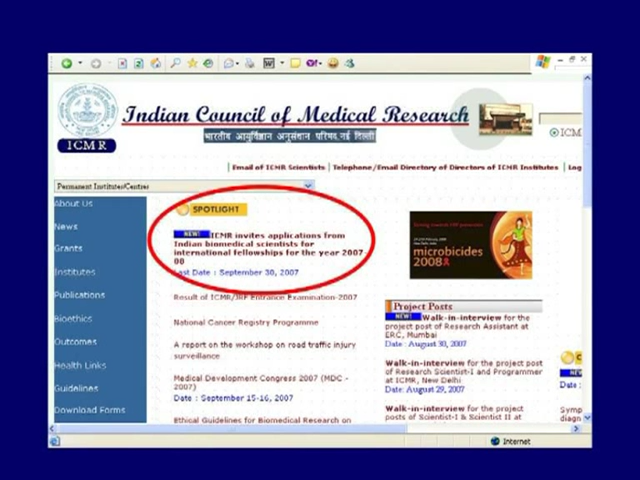 Indian Council of Medical Research
भारतीय आयुर्विज्ञान अनुसंधान परिषद नई दिल्ली
ICMR
ICM
Email of ICMR Scientists | Telephone/Email Directory of Directors of ICMR Institutes | Log
Permanent Institutes/Centres
About Us
News
Grants
Institutes
Publications
Bioethics
Outcomes
Health Links
Guidelines
Download Forms
SPOTLIGHT
NEW! ICMR invites applications from
Indian biomedical scientists for
international fellowships for the year 2007-
08
Last Date : September 30, 2007
Result of ICMR/JRF Entrance Examination-2007
National Cancer Registry Programme
A report on the workshop on road traffic injury
surveillance
Medical Development Congress 2007 (MDC -
2007)
Date : September 15-16, 2007
Ethical Guidelines for Biomedical Research on
microbicides
2008
Project Posts
NEW! Walk-in-interview for the
project post of Research Assistant at
ERC, Mumbai
Date : August 30, 2007
Walk-in-interview for the project post
of Research Scientist-I and Programmer
at ICMR, New Delhi
Date: August 29, 2007
Walk-in-interview for the project
posts of Scientist-I & Scientist II at
C
NEW
Date :
Symp
diagn
Internet